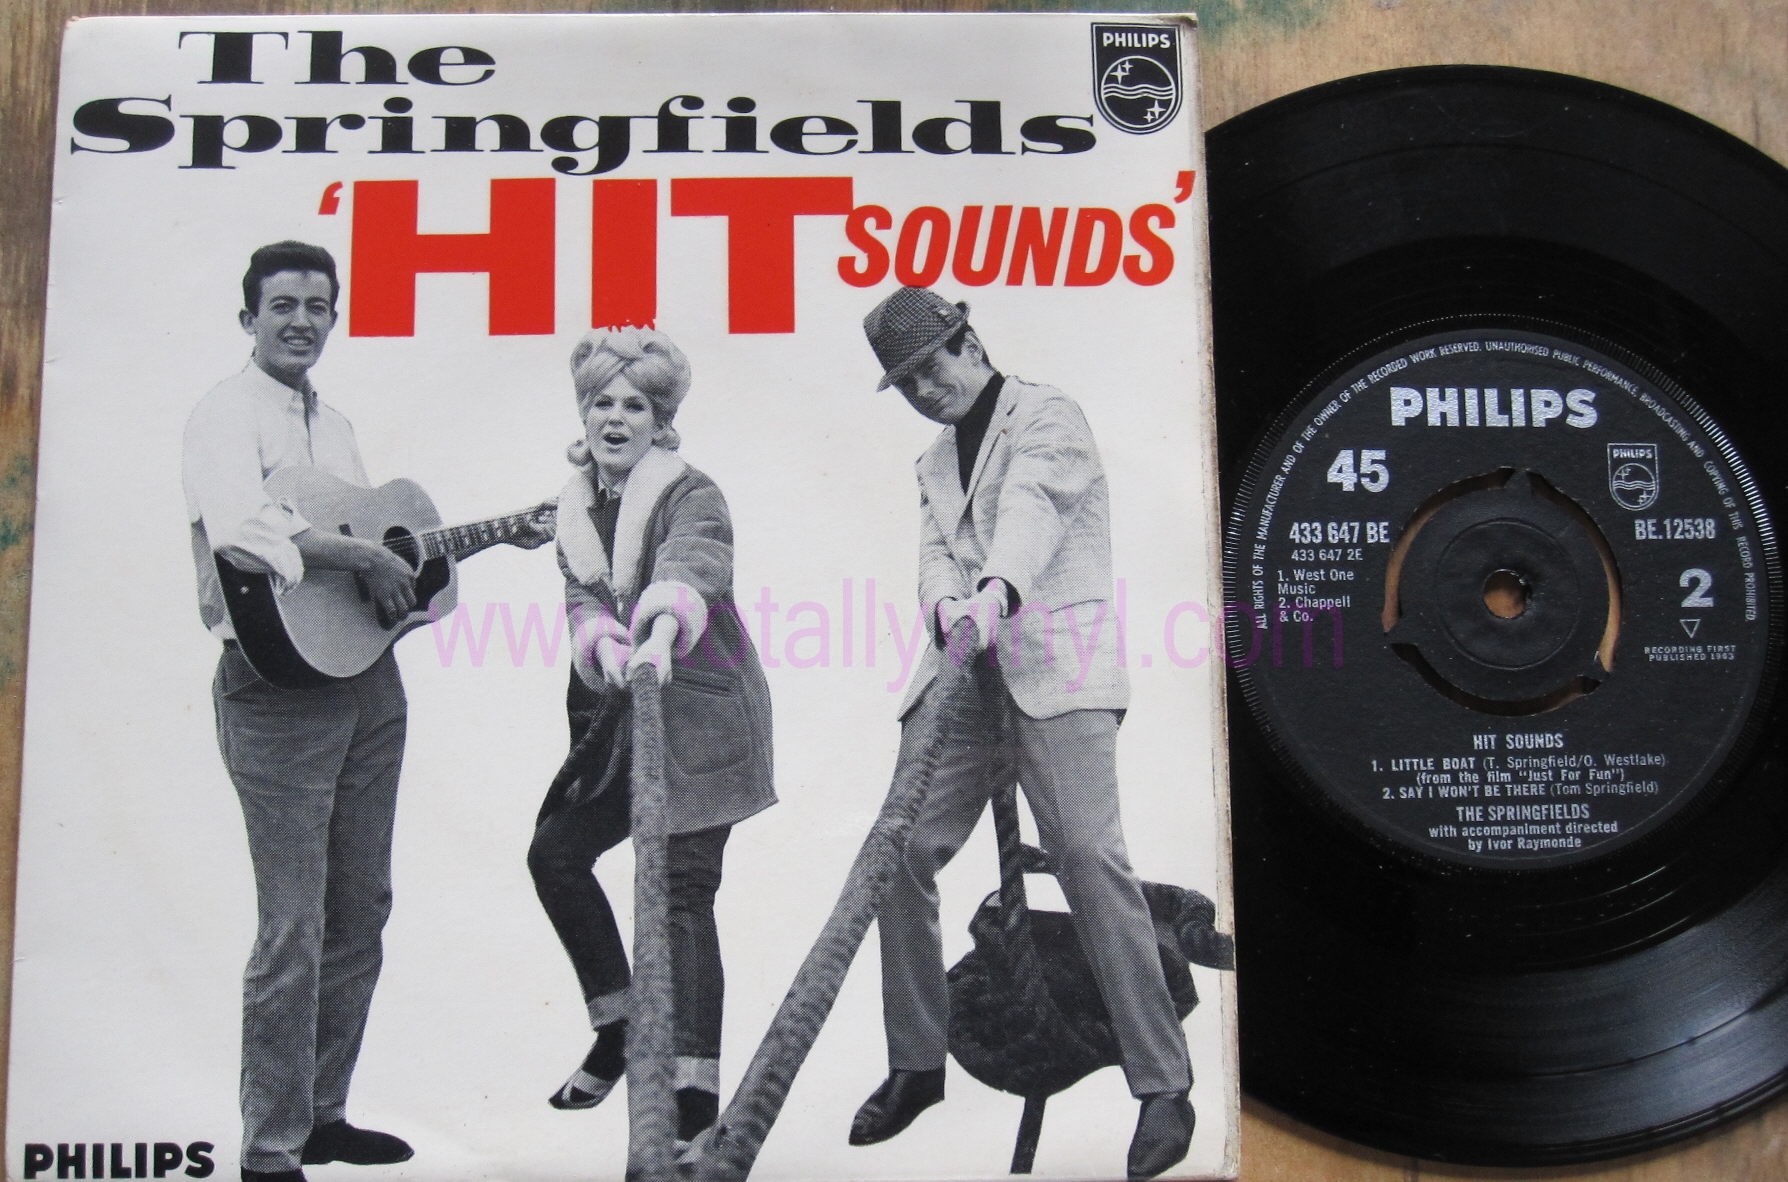 The
Springfields
'HIT SOUNDS'
PHILIPS
PHILIPS
www.totallyvinyl.com
ALL RIGHTS OF THE MANUFACTURER AND OF THE OWNER OF THE RECORDED WORK RESERVED. UNAUTHORISED PUBLIC PERFORMANCE, BROADCASTING AND COPYING OF THIS RECORD PROHIBITED.
PHILIPS
45
PHILIPS
433 647 BE
433 647 2E
1. West One
Music
2. Chappell
& Co.
BE.12538
2
RECORDING FIRST
PUBLISHED 1963
HIT SOUNDS
1. LITTLE BOAT (T. Springfield/O. Westlake)
(from the film "Just For Fun")
2. SAY I WON'T BE THERE (Tom Springfield)
THE SPRINGFIELDS
with accompaniment directed
by Ivor Raymonde